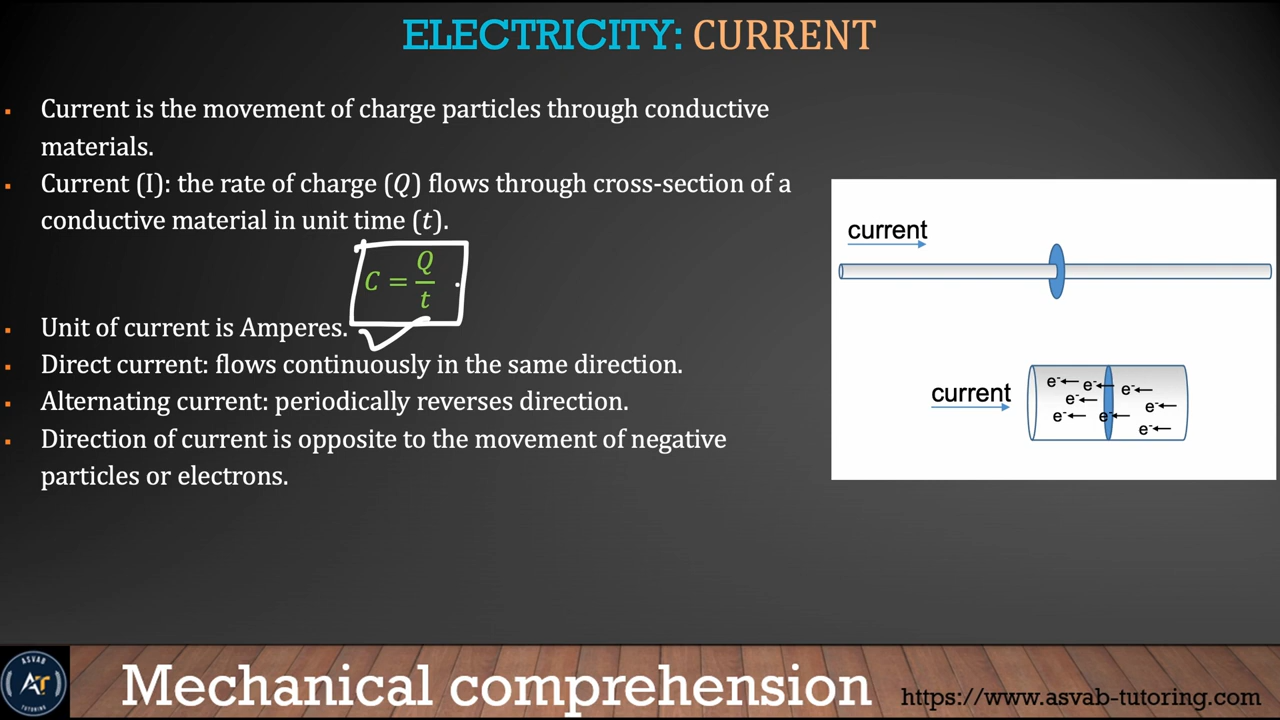 ELECTRICITY: CURRENT
▪ Current is the movement of charge particles through conductive
materials.
▪ Current (I): the rate of charge (Q) flows through cross-section of a
conductive material in unit time (t).
C = Q/t
▪ Unit of current is Amperes.
▪ Direct current: flows continuously in the same direction.
▪ Alternating current: periodically reverses direction.
▪ Direction of current is opposite to the movement of negative
particles or electrons.
current
current
e⁻ e⁻ e⁻
e⁻ e⁻
e⁻ e⁻
e⁻
ASVAB
AT
TUTORING
Mechanical comprehension
https://www.asvab-tutoring.com